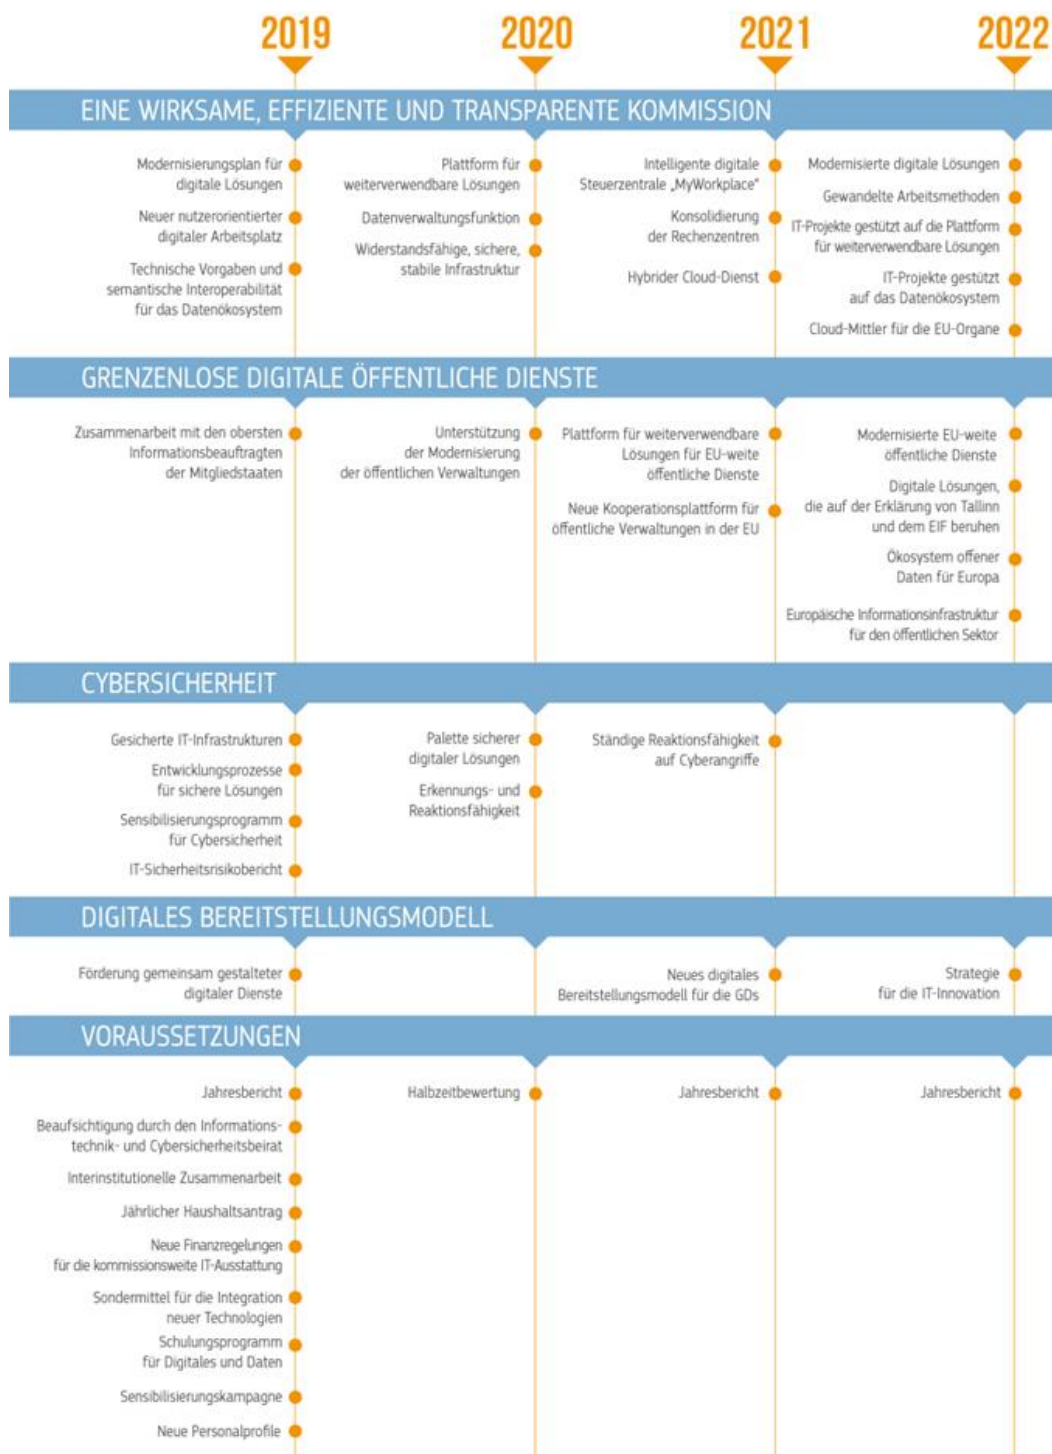 2019
2020
2021
2022
EINE WIRKSAME, EFFIZIENTE UND TRANSPARENTE KOMMISSION
Modernisierungsplan für
digitale Lösungen
Neuer nutzerorientierter
digitaler Arbeitsplatz
Technische Vorgaben und
semantische Interoperabilität
für das Datenökosystem
Plattform für
weiterverwendbare Lösungen
Datenverwaltungsfunktion
Widerstandsfähige, sichere,
stabile Infrastruktur
Intelligente digitale
Steuerzentrale „MyWorkplace“
Konsolidierung
der Rechenzentren
Hybrider Cloud-Dienst
Modernisierte digitale Lösungen
Gewandelte Arbeitsmethoden
IT-Projekte gestützt auf die Plattform
für weiterverwendbare Lösungen
IT-Projekte gestützt
auf das Datenökosystem
Cloud-Mittler für die EU-Organe
GRENZENLOSE DIGITALE ÖFFENTLICHE DIENSTE
Zusammenarbeit mit den obersten
Informationsbeauftragten
der Mitgliedstaaten
Unterstützung
der Modernisierung
der öffentlichen Verwaltungen
Plattform für weiterverwendbare
Lösungen für EU-weite
öffentliche Dienste
Neue Kooperationsplattform für
öffentliche Verwaltungen in der EU
Modernisierte EU-weite
öffentliche Dienste
Digitale Lösungen,
die auf der Erklärung von Tallinn
und dem EIF beruhen
Ökosystem offener
Daten für Europa
Europäische Informationsinfrastruktur
für den öffentlichen Sektor
CYBERSICHERHEIT
Gesicherte IT-Infrastrukturen
Entwicklungsprozesse
für sichere Lösungen
Sensibilisierungsprogramm
für Cybersicherheit
IT-Sicherheitsrisikobericht
Palette sicherer
digitaler Lösungen
Erkennungs- und
Reaktionsfähigkeit
Ständige Reaktionsfähigkeit
auf Cyberangriffe
DIGITALES BEREITSTELLUNGSMODELL
Förderung gemeinsam gestalteter
digitaler Dienste
Neues digitales
Bereitstellungsmodell für die GDs
Strategie
für die IT-Innovation
VORAUSSETZUNGEN
Jahresbericht
Beaufsichtigung durch den Informations-
technik- und Cybersicherheitsbeirat
Interinstitutionelle Zusammenarbeit
Jährlicher Haushaltsantrag
Neue Finanzregelungen
für die kommissionsweite IT-Ausstattung
Sondermittel für die Integration
neuer Technologien
Schulungsprogramm
für Digitales und Daten
Sensibilisierungskampagne
Neue Personalprofile
Halbzeitbewertung
Jahresbericht
Jahresbericht